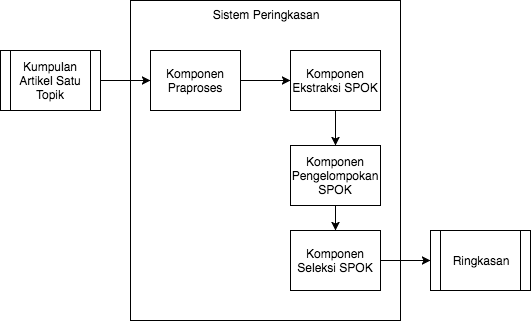 Sistem Peringkasan
Kumpulan
Artikel Satu
Topik
Komponen
Praproses
Komponen
Ekstraksi SPOK
Komponen
Pengelompokan
SPOK
Komponen
Seleksi SPOK
Ringkasan